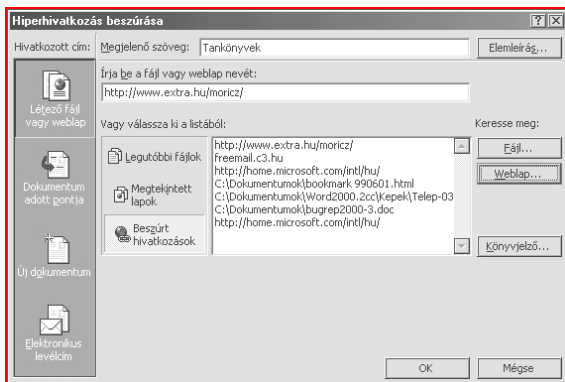 Hiperhivatkozás beszúrása
Hivatkozott cím:
Megjelenő szöveg:
Tankönyvek
Elemleírás...
Létező fájl
vagy weblap
Dokumentum
adott pontja
Új dokumentum
Elektronikus
levélcím
Írja be a fájl vagy weblap nevét:
http://www.extra.hu/moricz/
Vagy válassza ki a listából:
Legutóbbi fájlok
Megtekintett
lapok
Beszúrt
hivatkozások
http://www.extra.hu/moricz/
freemail.c3.hu
http://home.microsoft.com/intl/hu/
C:\Dokumentumok\bookmark 990601.html
C:\Dokumentumok\Word2000.2cc\Kepek\Telep-03
C:\Dokumentumok\bugrep2000-3.doc
http://home.microsoft.com/intl/hu/
Keresse meg:
Fájl...
Weblap...
Könyvjelző...
OK
Mégse